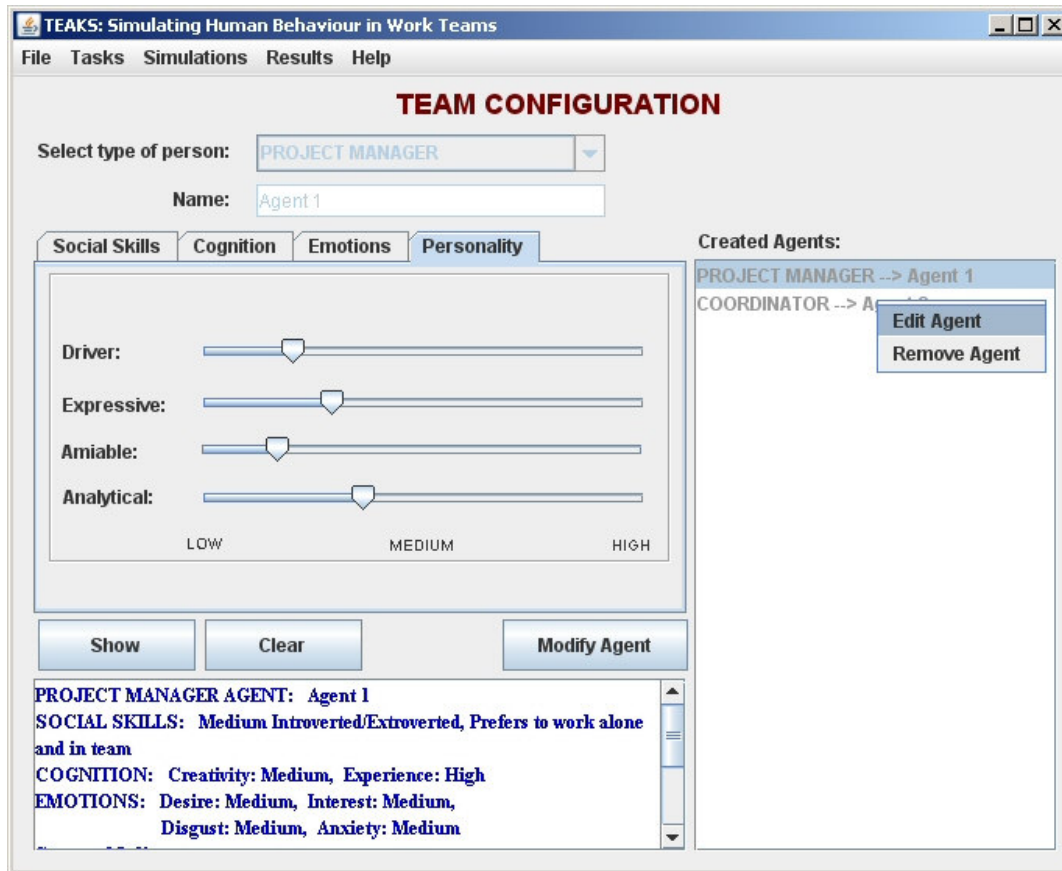 TEAKS: Simulating Human Behaviour in Work Teams
File Tasks Simulations Results Help
TEAM CONFIGURATION
Select type of person: PROJECT MANAGER
Name: Agent 1
Social Skills Cognition Emotions Personality
Driver:
Expressive:
Amiable:
Analytical:
LOW MEDIUM HIGH
Show Clear Modify Agent
PROJECT MANAGER AGENT: Agent 1
SOCIAL SKILLS: Medium Introverted/Extroverted, Prefers to work alone
and in team
COGNITION: Creativity: Medium, Experience: High
EMOTIONS: Desire: Medium, Interest: Medium,
Disgust: Medium, Anxiety: Medium
Created Agents:
PROJECT MANAGER --> Agent 1
COORDINATOR -->
Edit Agent
Remove Agent